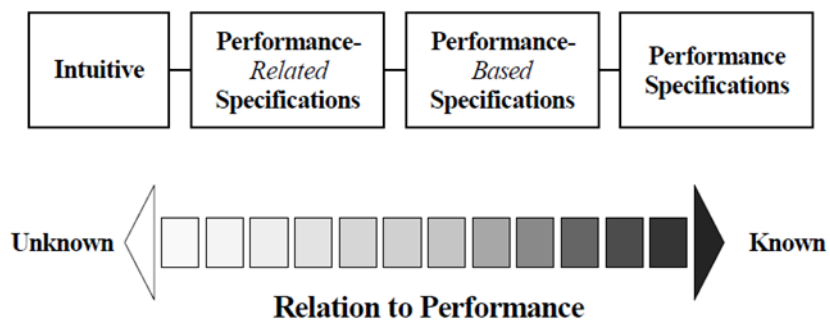 Intuitive
Performance-
Related
Specifications
Performance-
Based
Specifications
Performance
Specifications
Unknown
Known
Relation to Performance